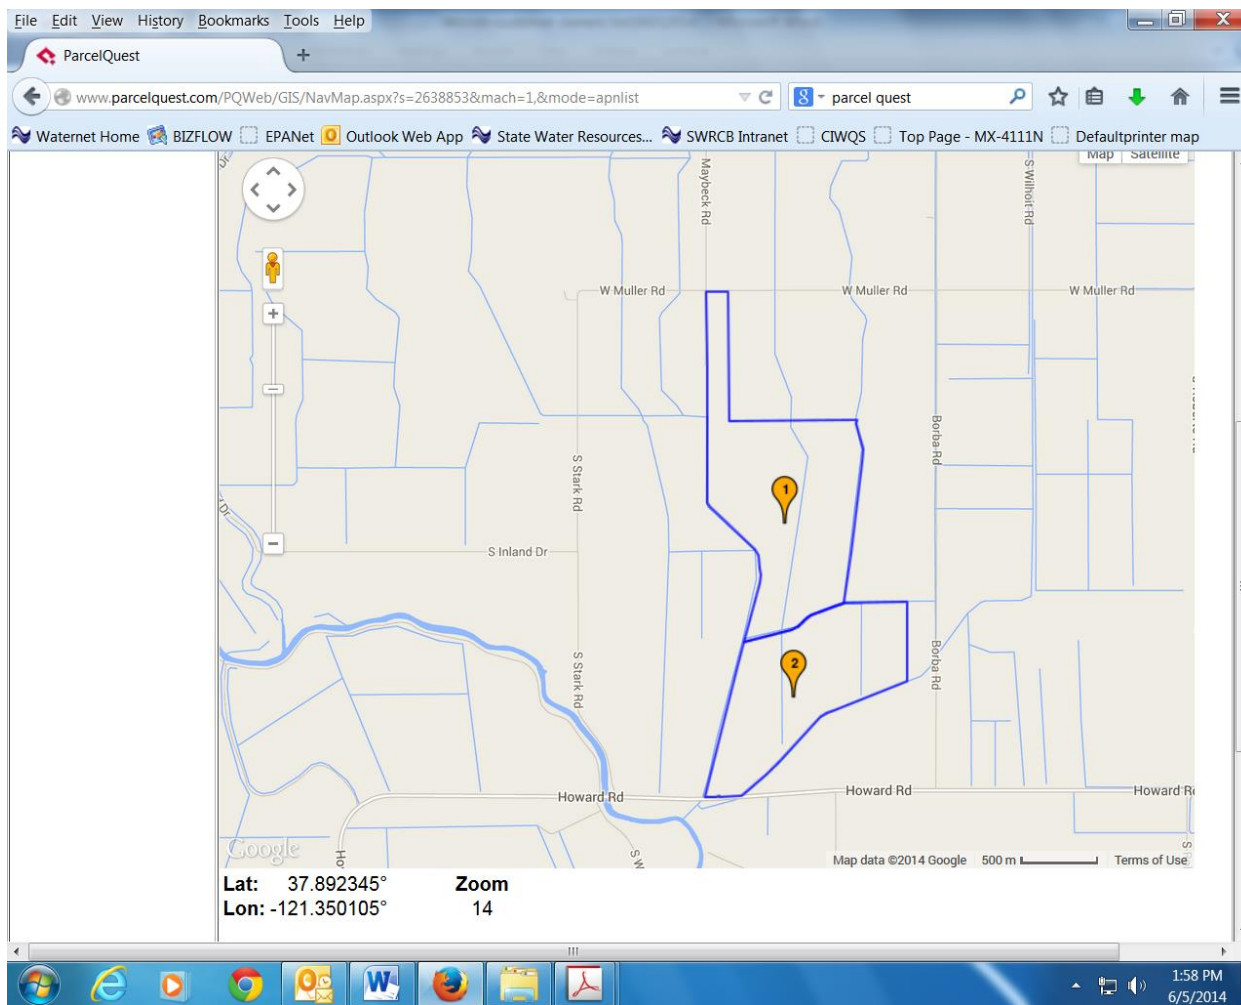 File Edit View History Bookmarks Tools Help
ParcelQuest +
www.parcelquest.com/PQWeb/GIS/NavMap.aspx?s=2638853&mach=1,&mode=apnlist
8 parcel quest
Waternet Home BIZFLOW EPANet Outlook Web App State Water Resources... SWRCB Intranet CIWQS Top Page - MX-4111N Defaultprinter map
Map Satellite
Maybeck Rd
S Wilhoit Rd
W Muller Rd
W Muller Rd
W Muller Rd
Borba Rd
S Stark Rd
1
Dr
S Inland Dr
2
S Stark Rd
Borba Rd
Howard Rd
Howard Rd
Howard R
Ho
S W
Google
Map data ©2014 Google 500 m Terms of Use
Lat: 37.892345° Zoom
Lon: -121.350105° 14
1:58 PM
6/5/2014